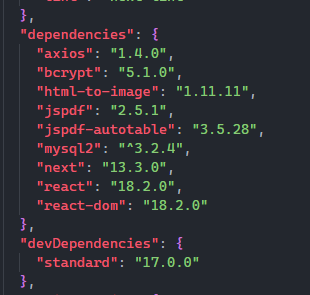 },
"dependencies": {
"axios": "1.4.0",
"bcrypt": "5.1.0",
"html-to-image": "1.11.11",
"jspdf": "2.5.1",
"jspdf-autotable": "3.5.28",
"mysql2": "^3.2.4",
"next": "13.3.0",
"react": "18.2.0",
"react-dom": "18.2.0"
},
"devDependencies": {
"standard": "17.0.0"
},